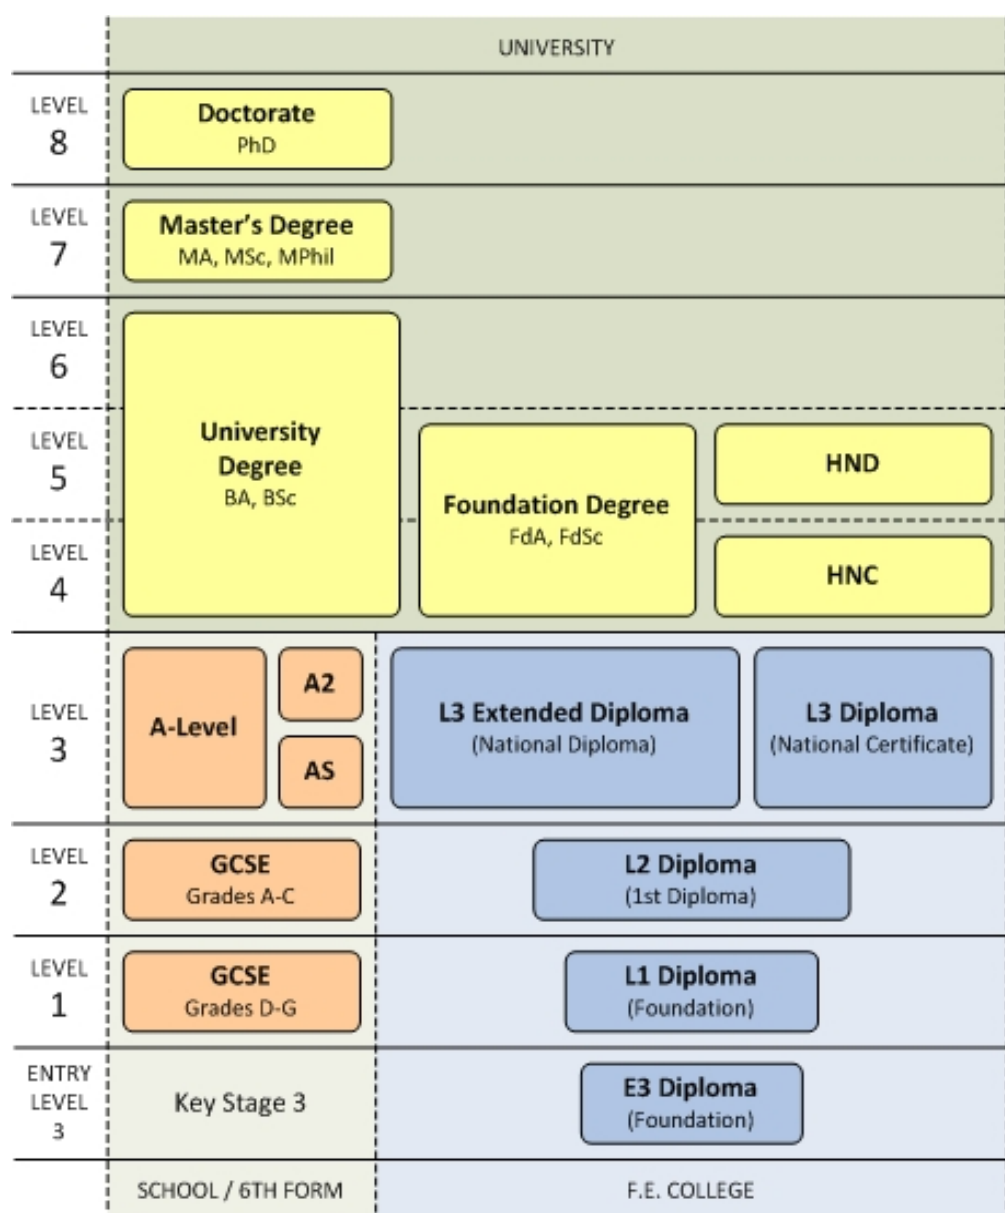 UNIVERSITY
LEVEL
8
Doctorate
PhD
LEVEL
7
Master’s Degree
MA, MSc, MPhil
LEVEL
6
LEVEL
5
University
Degree
BA, BSc
Foundation Degree
FdA, FdSc
HND
LEVEL
4
HNC
LEVEL
3
A-Level
A2
AS
L3 Extended Diploma
(National Diploma)
L3 Diploma
(National Certificate)
LEVEL
2
GCSE
Grades A-C
L2 Diploma
(1st Diploma)
LEVEL
1
GCSE
Grades D-G
L1 Diploma
(Foundation)
ENTRY
LEVEL
3
Key Stage 3
E3 Diploma
(Foundation)
SCHOOL / 6TH FORM
F.E. COLLEGE